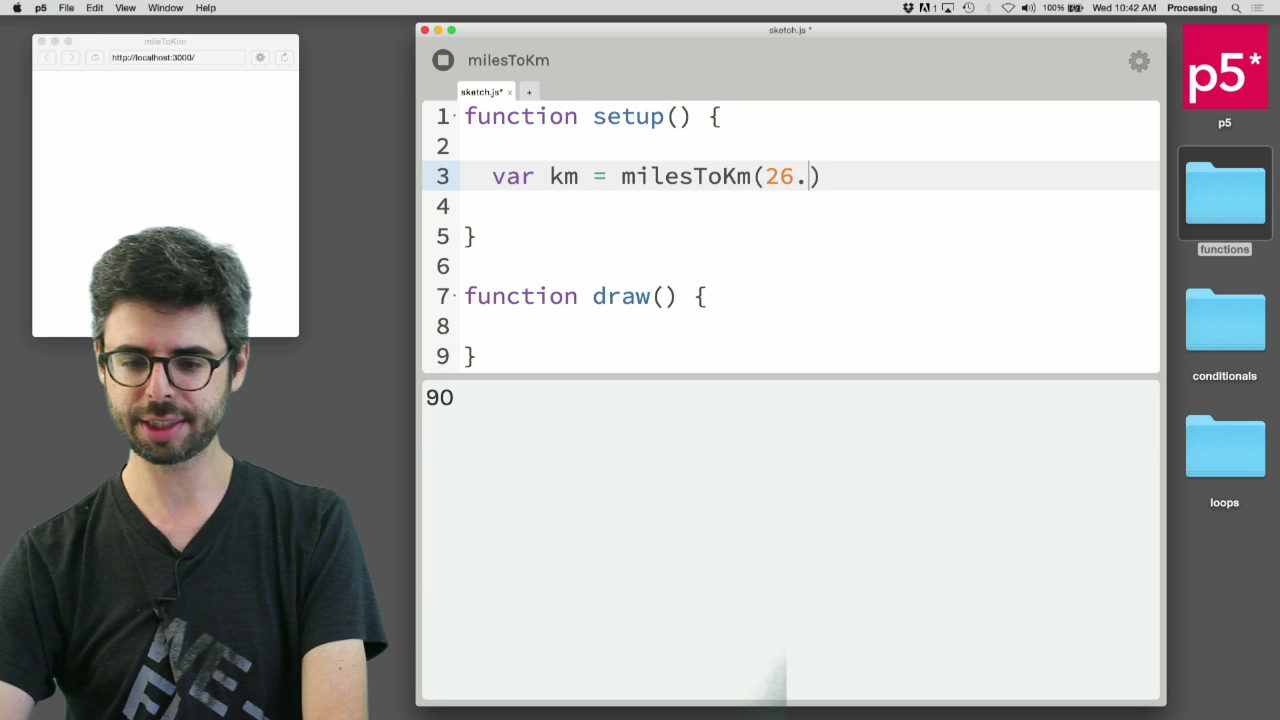 p5 File Edit View Window Help
1 100% Wed 10:42 AM Processing
mileToKm
http://localhost:3000/
sketch.js *
milesToKm
sketch.js* × +
1 function setup() {
2
3 var km = milesToKm(26.)
4
5 }
6
7 function draw() {
8
9 }
90
p5*
p5
functions
conditionals
loops
WE